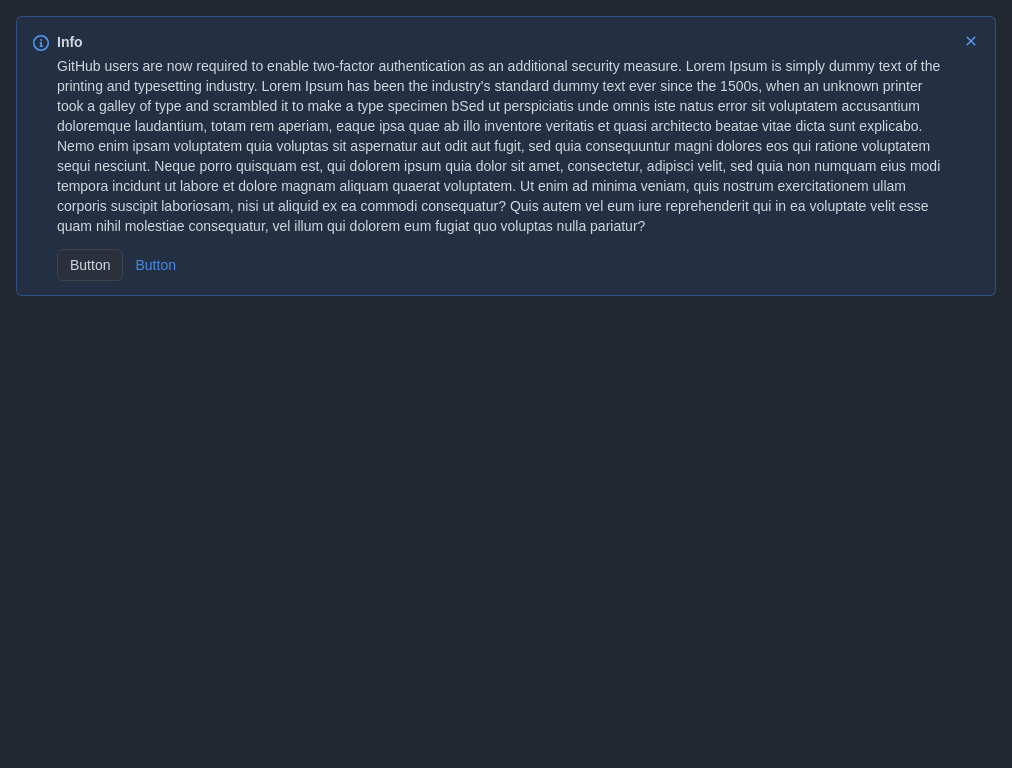 Info
GitHub users are now required to enable two-factor authentication as an additional security measure. Lorem Ipsum is simply dummy text of the
printing and typesetting industry. Lorem Ipsum has been the industry's standard dummy text ever since the 1500s, when an unknown printer
took a galley of type and scrambled it to make a type specimen bSed ut perspiciatis unde omnis iste natus error sit voluptatem accusantium
doloremque laudantium, totam rem aperiam, eaque ipsa quae ab illo inventore veritatis et quasi architecto beatae vitae dicta sunt explicabo.
Nemo enim ipsam voluptatem quia voluptas sit aspernatur aut odit aut fugit, sed quia consequuntur magni dolores eos qui ratione voluptatem
sequi nesciunt. Neque porro quisquam est, qui dolorem ipsum quia dolor sit amet, consectetur, adipisci velit, sed quia non numquam eius modi
tempora incidunt ut labore et dolore magnam aliquam quaerat voluptatem. Ut enim ad minima veniam, quis nostrum exercitationem ullam
corporis suscipit laboriosam, nisi ut aliquid ex ea commodi consequatur? Quis autem vel eum iure reprehenderit qui in ea voluptate velit esse
quam nihil molestiae consequatur, vel illum qui dolorem eum fugiat quo voluptas nulla pariatur?
Button Button